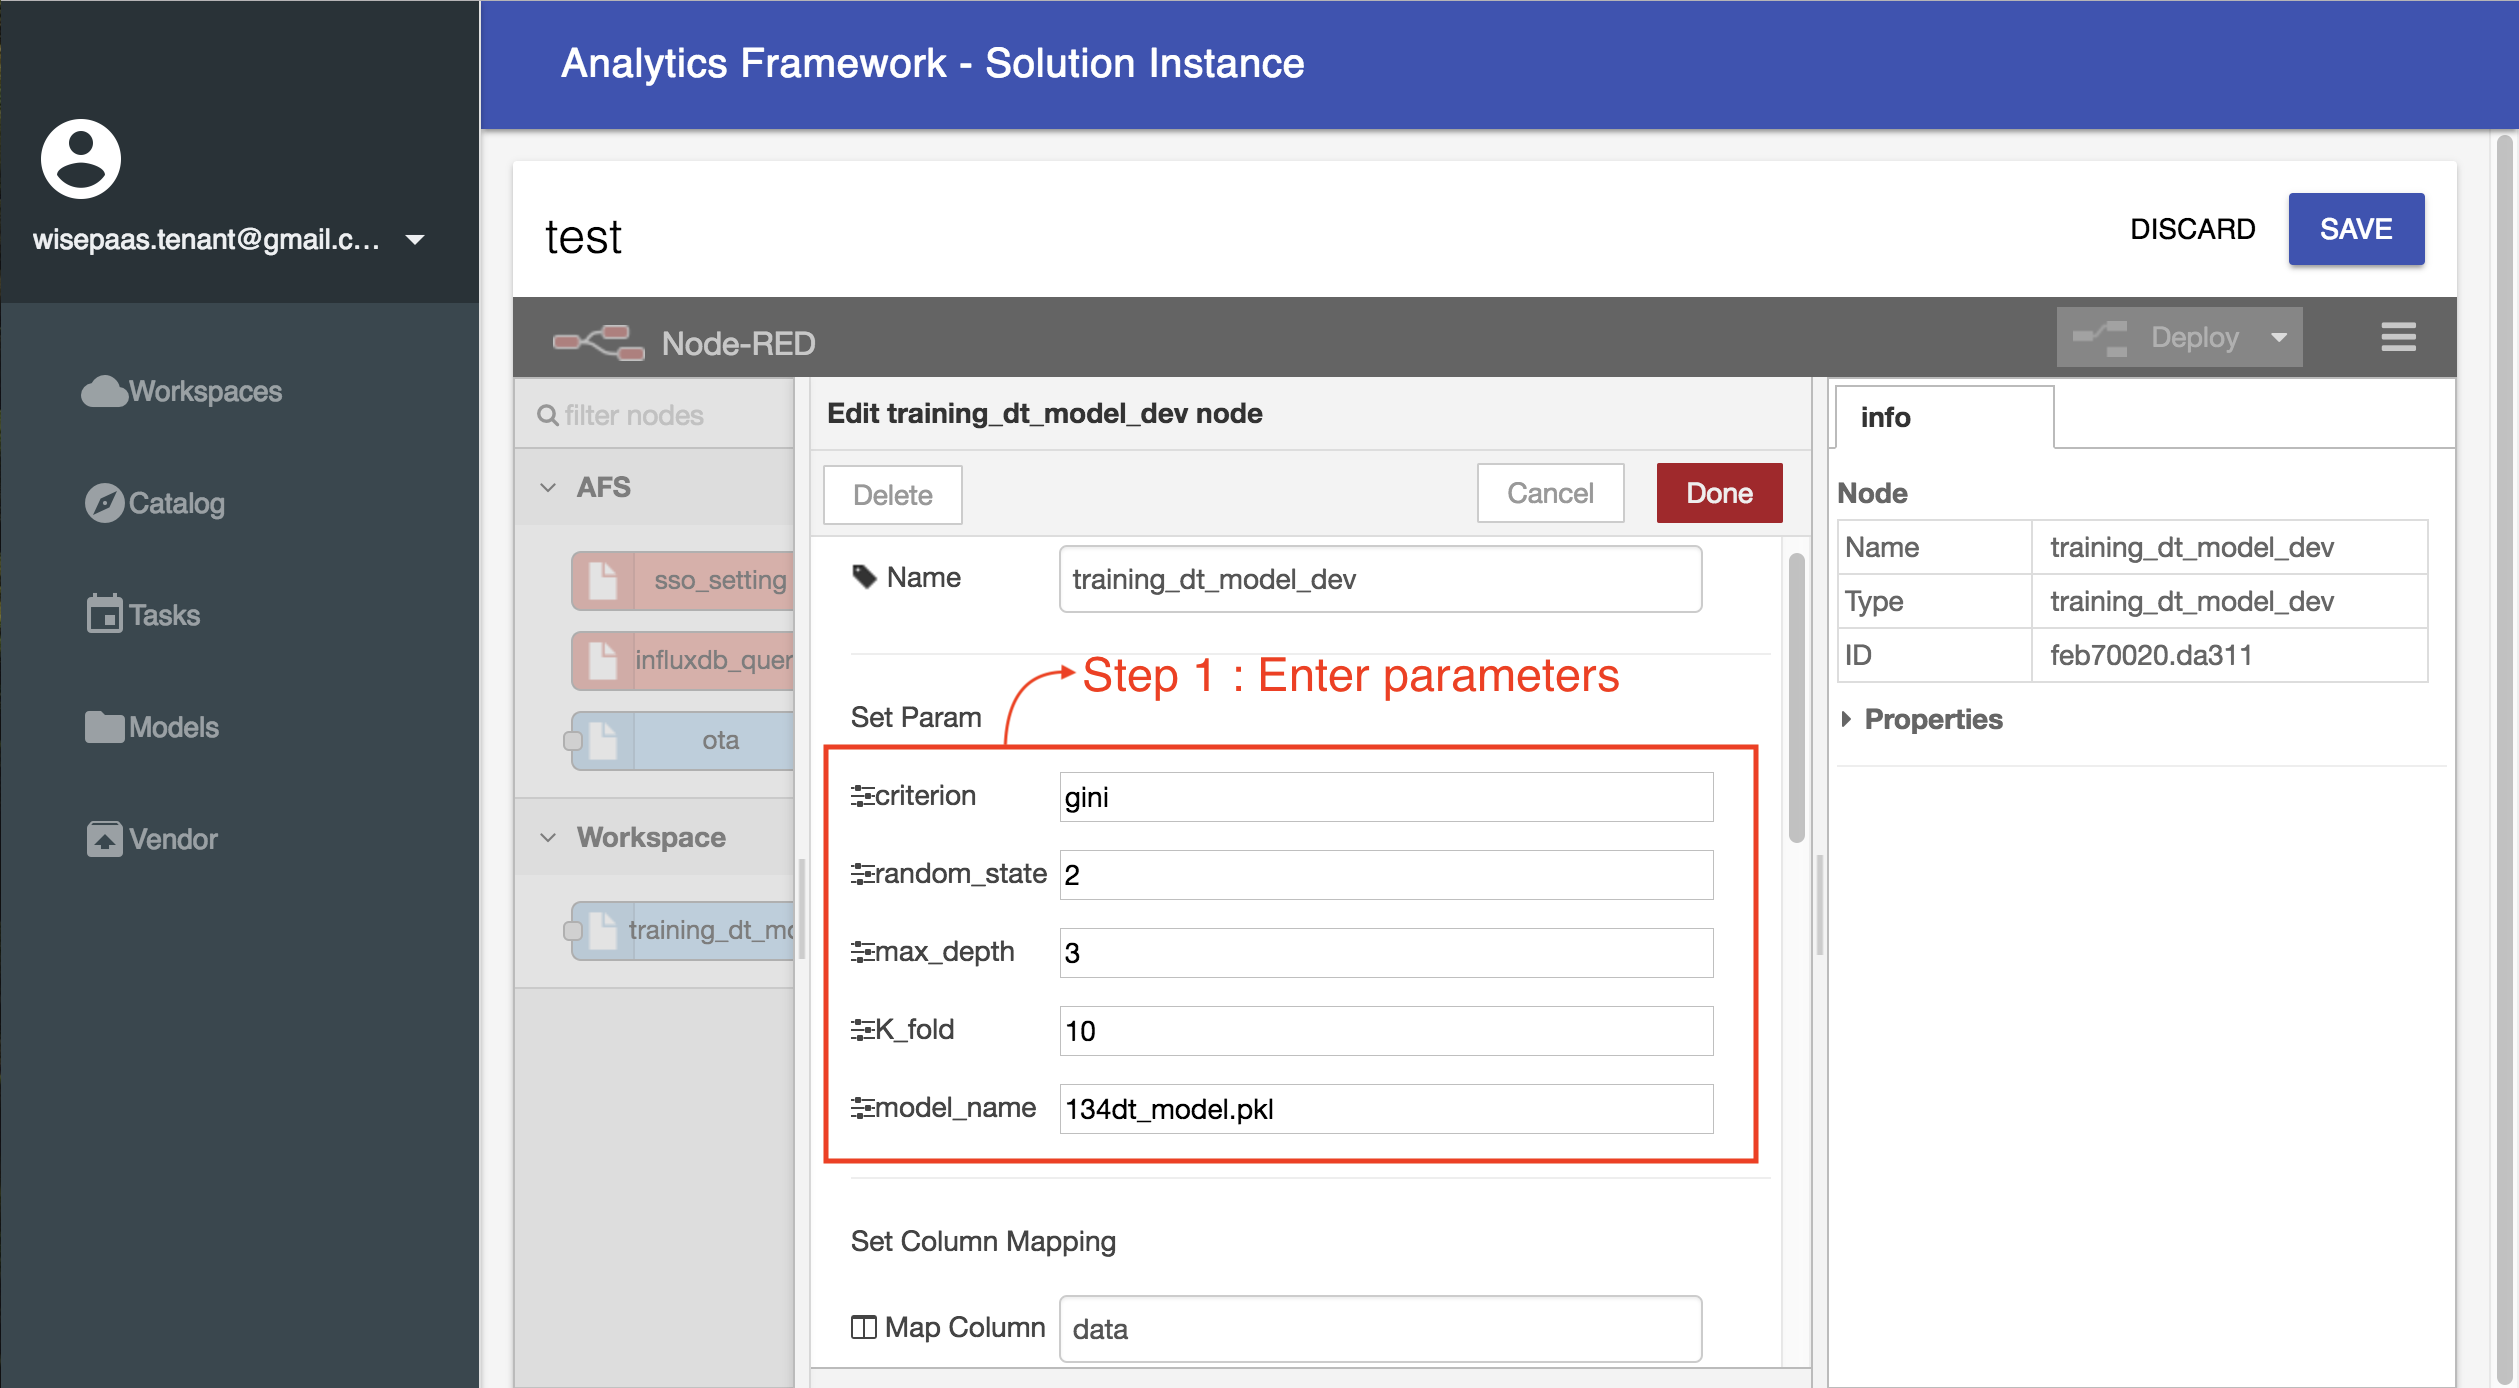 Analytics Framework - Solution Instance
wisepaas.tenant@gmail.c...
Workspaces
Catalog
Tasks
Models
Vendor
test
DISCARD
SAVE
Node-RED
Deploy
filter nodes
AFS
sso_setting
influxdb_quer
ota
Workspace
training_dt_mo
Edit training_dt_model_dev node
Delete
Cancel
Done
Name
training_dt_model_dev
Step 1 : Enter parameters
Set Param
criterion
gini
random_state
2
max_depth
3
K_fold
10
model_name
134dt_model.pkl
Set Column Mapping
Map Column
data
info
Node
Name training_dt_model_dev
Type training_dt_model_dev
ID feb70020.da311
Properties